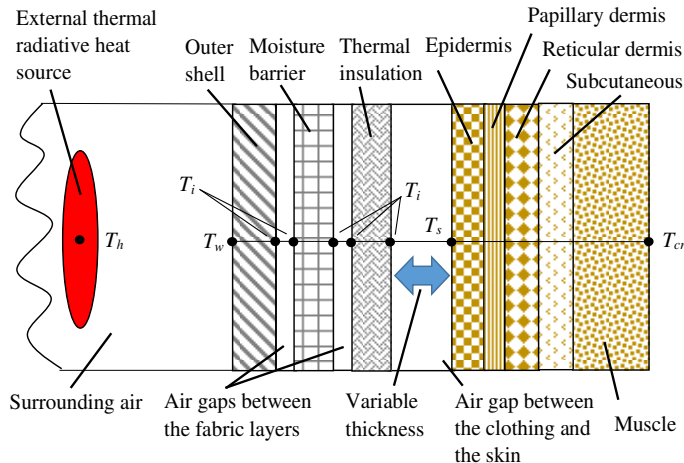 External thermal
radiative heat
source
Outer
shell
Moisture
barrier
Thermal
insulation
Epidermis
Papillary dermis
Reticular dermis
Subcutaneous
T_h
T_w
T_i
T_i
T_s
T_cr
Surrounding air
Air gaps between
the fabric layers
Variable
thickness
Air gap between
the clothing and
the skin
Muscle